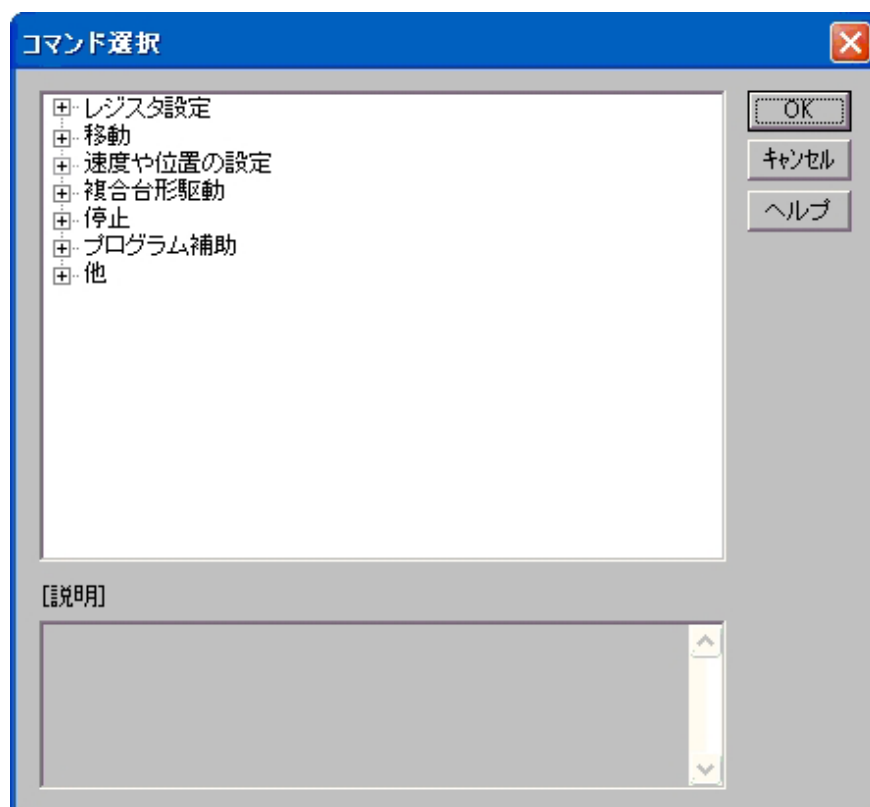 コマンド選択
レジスタ設定
移動
速度や位置の設定
複合台形駆動
停止
プログラム補助
他
OK
キャンセル
ヘルプ
[説明]